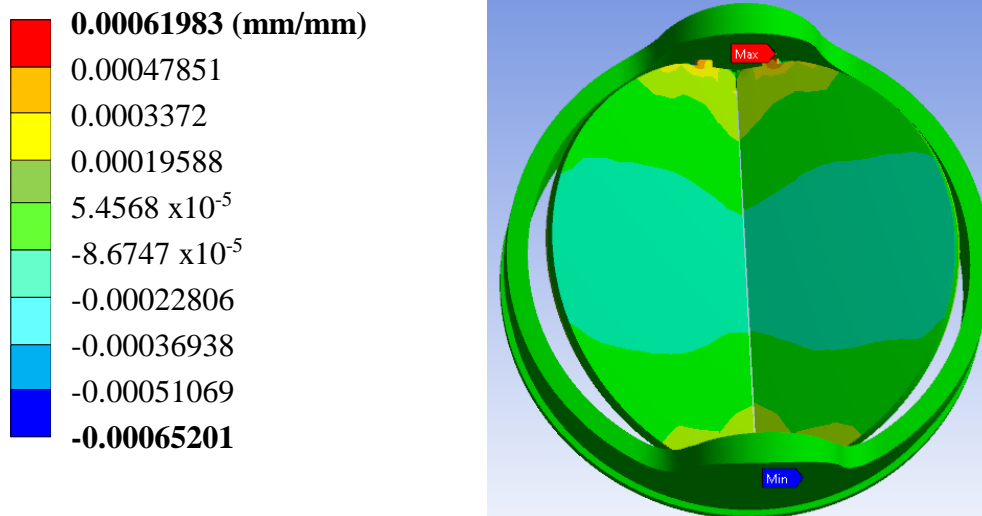 0.00061983 (mm/mm)
0.00047851
0.0003372
0.00019588
5.4568 x10⁻⁵
-8.6747 x10⁻⁵
-0.00022806
-0.00036938
-0.00051069
-0.00065201
Max
Min